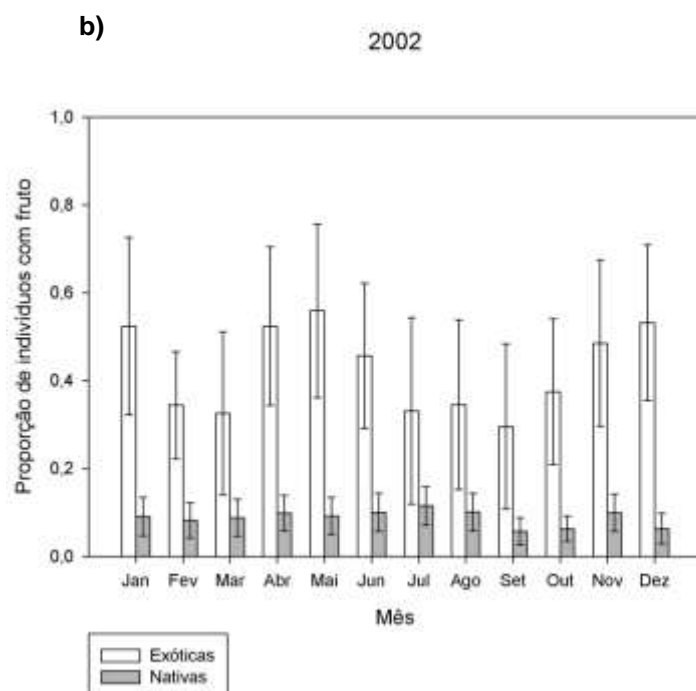 b)
2002
Proporção de indivíduos com fruto
1,0
0,8
0,6
0,4
0,2
0,0
Jan Fev Mar Abr Mai Jun Jul Ago Set Out Nov Dez
Mês
Exóticas
Nativas